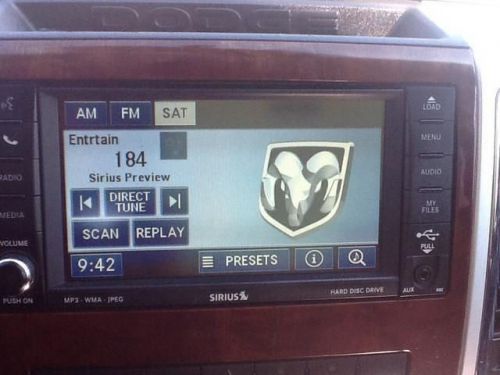 DODGE
AM FM SAT
LOAD
Entrtain
184
Sirius Preview
MENU
RADIO
DIRECT TUNE
AUDIO
MEDIA
SCAN REPLAY
MY FILES
VOLUME
PULL
9:42 PRESETS
PUSH ON
MP3 - WMA - JPEG
SIRIUS
HARD DISC DRIVE
AUX